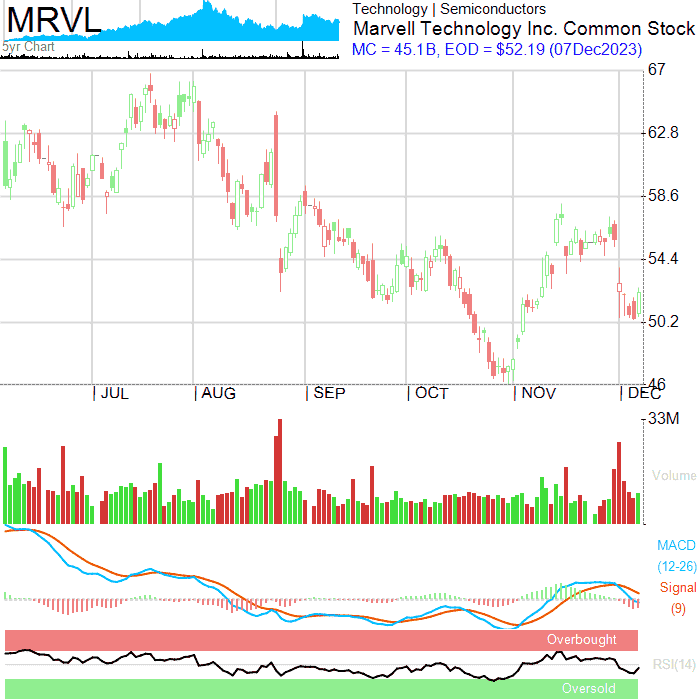 MRVL
5yr Chart
Technology | Semiconductors
Marvell Technology Inc. Common Stock
MC = 45.1B, EOD = $52.19 (07Dec2023)
67
62.8
58.6
54.4
50.2
46
JUL AUG SEP OCT NOV DEC
33M
Volume
MACD
(12-26)
Signal
(9)
Overbought
RSI(14)
Oversold